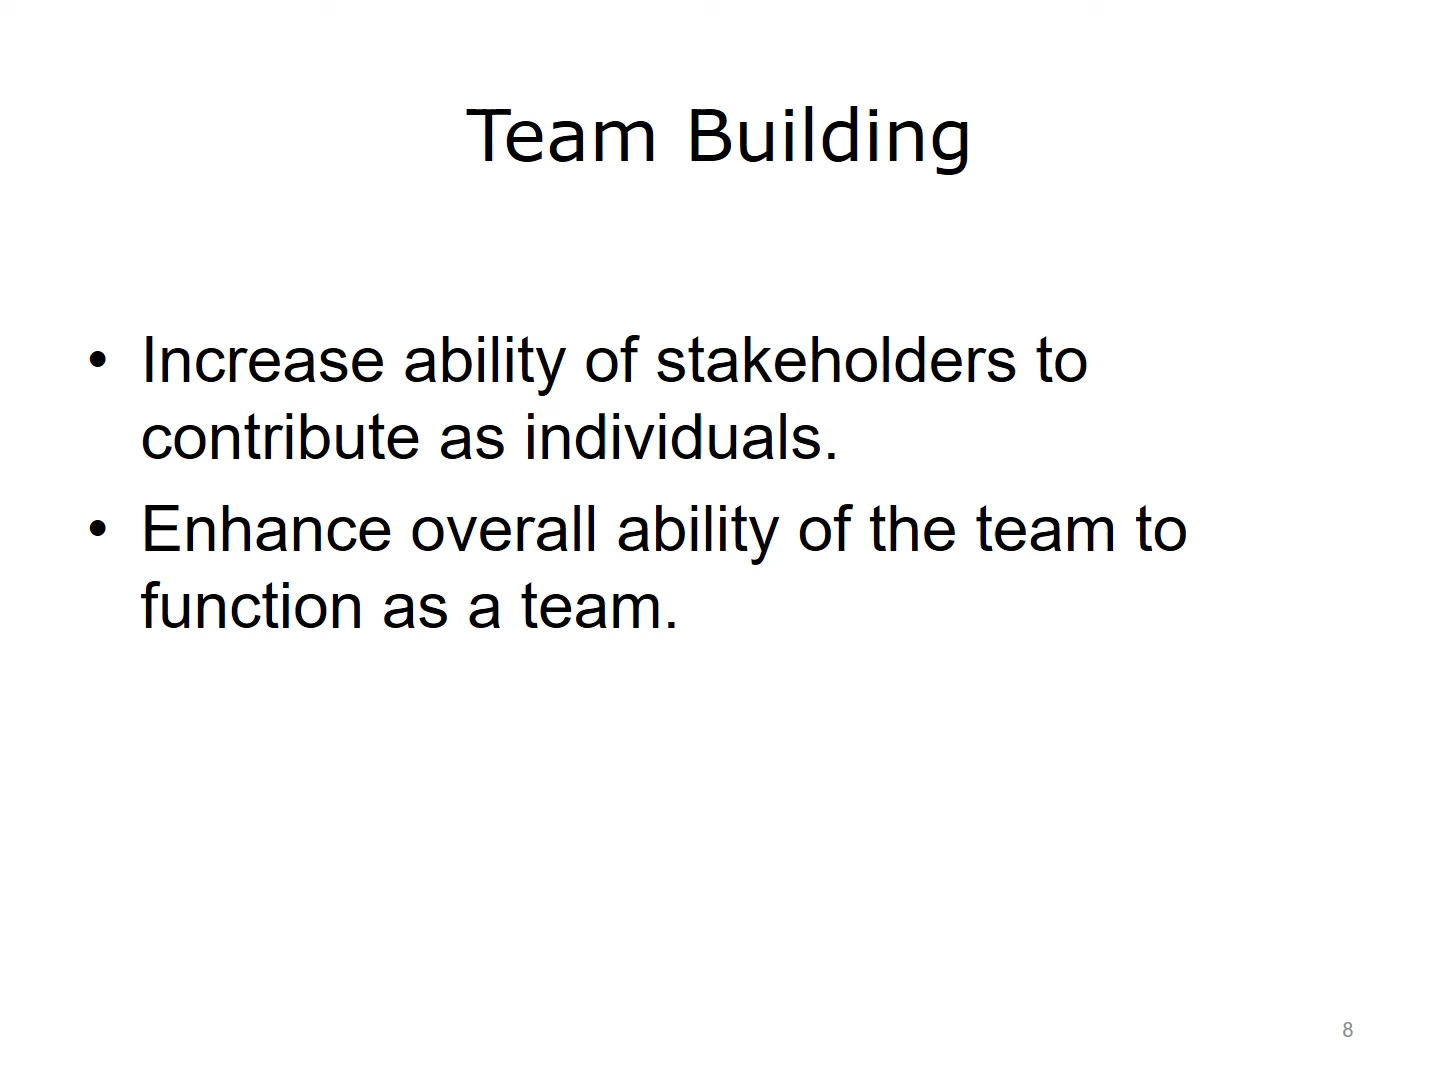 Team Building
• Increase ability of stakeholders to
contribute as individuals.
• Enhance overall ability of the team to
function as a team.
8